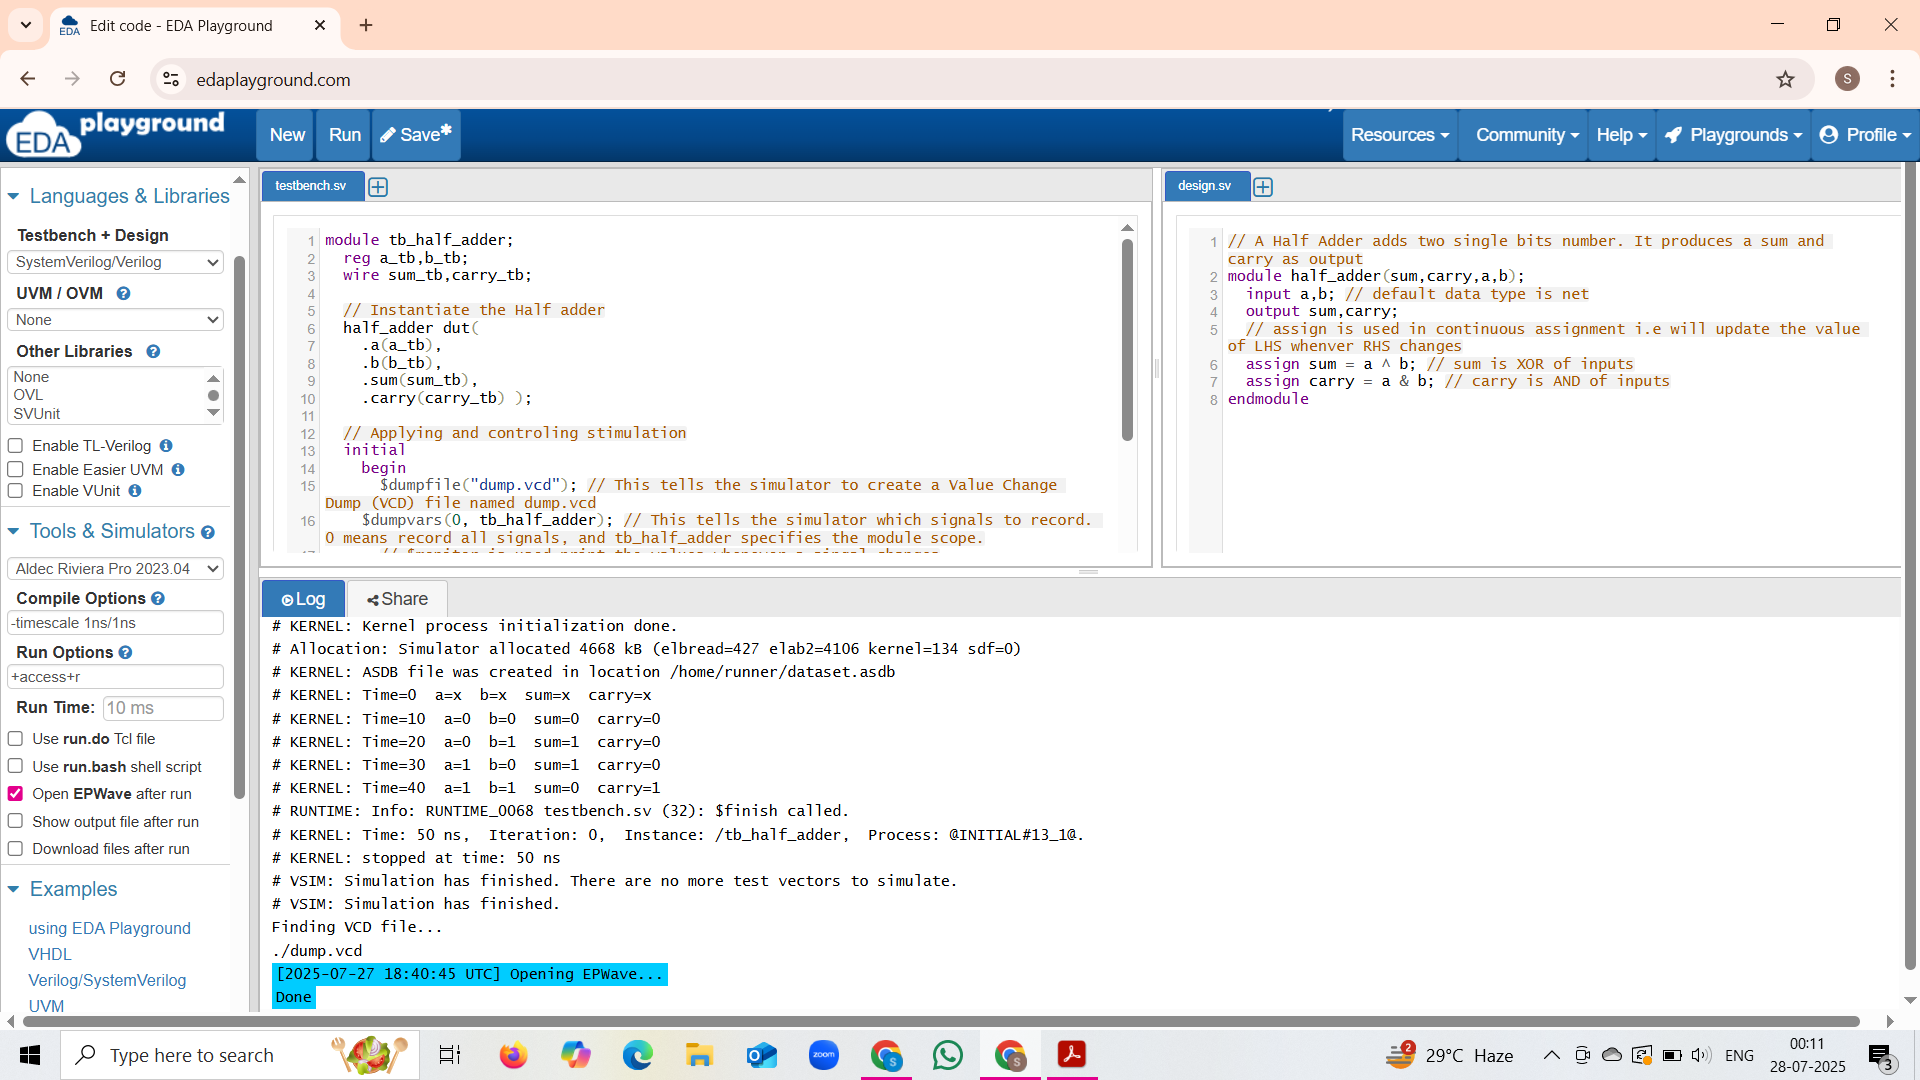 Edit code - EDA Playground
edaplayground.com
S
EDA playground
New
Run
Save*
Resources
Community
Help
Playgrounds
Profile
Languages & Libraries
Testbench + Design
SystemVerilog/Verilog
UVM / OVM
None
Other Libraries
None
OVL
SVUnit
Enable TL-Verilog
Enable Easier UVM
Enable VUnit
Tools & Simulators
Aldec Riviera Pro 2023.04
Compile Options
-timescale 1ns/1ns
Run Options
+access+r
Run Time: 10 ms
Use run.do Tcl file
Use run.bash shell script
Open EPWave after run
Show output file after run
Download files after run
Examples
using EDA Playground
VHDL
Verilog/SystemVerilog
UVM
testbench.sv
1 module tb_half_adder;
2 reg a_tb,b_tb;
3 wire sum_tb,carry_tb;
4
5 // Instantiate the Half adder
6 half_adder dut(
7 .a(a_tb),
8 .b(b_tb),
9 .sum(sum_tb),
10 .carry(carry_tb) );
11
12 // Applying and controling stimulation
13 initial
14 begin
15 $dumpfile("dump.vcd"); // This tells the simulator to create a Value Change
Dump (VCD) file named dump.vcd
16 $dumpvars(0, tb_half_adder); // This tells the simulator which signals to record.
0 means record all signals, and tb_half_adder specifies the module scope.
design.sv
1 // A Half Adder adds two single bits number. It produces a sum and
carry as output
2 module half_adder(sum,carry,a,b);
3 input a,b; // default data type is net
4 output sum,carry;
5 // assign is used in continuous assignment i.e will update the value
of LHS whenver RHS changes
6 assign sum = a ^ b; // sum is XOR of inputs
7 assign carry = a & b; // carry is AND of inputs
8 endmodule
Log
Share
# KERNEL: Kernel process initialization done.
# Allocation: Simulator allocated 4668 kB (elbread=427 elab2=4106 kernel=134 sdf=0)
# KERNEL: ASDB file was created in location /home/runner/dataset.asdb
# KERNEL: Time=0 a=x b=x sum=x carry=x
# KERNEL: Time=10 a=0 b=0 sum=0 carry=0
# KERNEL: Time=20 a=0 b=1 sum=1 carry=0
# KERNEL: Time=30 a=1 b=0 sum=1 carry=0
# KERNEL: Time=40 a=1 b=1 sum=0 carry=1
# RUNTIME: Info: RUNTIME_0068 testbench.sv (32): $finish called.
# KERNEL: Time: 50 ns, Iteration: 0, Instance: /tb_half_adder, Process: @INITIAL#13_1@.
# KERNEL: stopped at time: 50 ns
# VSIM: Simulation has finished. There are no more test vectors to simulate.
# VSIM: Simulation has finished.
Finding VCD file...
./dump.vcd
[2025-07-27 18:40:45 UTC] Opening EPWave...
Done
Type here to search
zoom
S
S
2
29°C Haze
ENG
00:11
28-07-2025
3